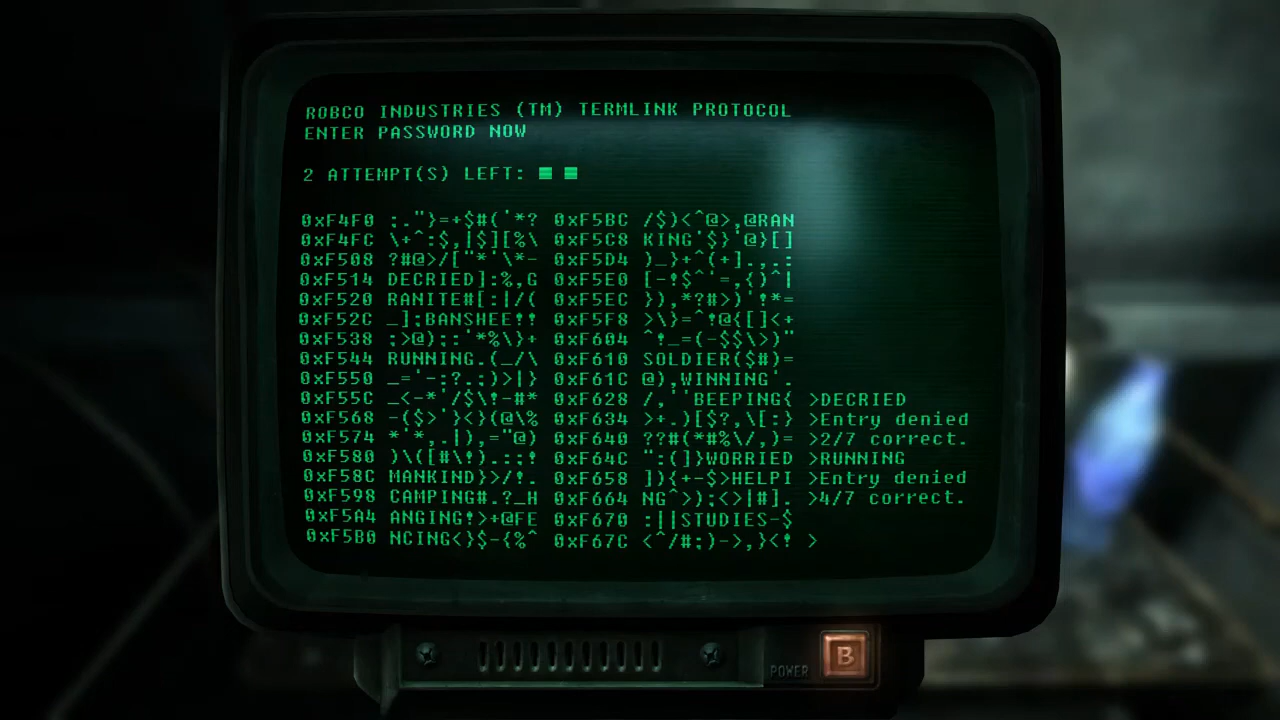 ROBCO INDUSTRIES (TM) TERMLINK PROTOCOL
ENTER PASSWORD NOW
2 ATTEMPT(S) LEFT: ■ ■
0xF4F0 :."}=+$#('*? 0xF5BC /$)<^@>,@RAN
0xF4FC \+^:$,|$][%\ 0xF5C8 KING'$}'@}[]
0xF508 ?#@>/["*'\*- 0xF5D4 )_}+^(+].,.:
0xF514 DECRIED]:%,G 0xF5E0 [-!$^'=,{)^|
0xF520 RANITE#[:|/( 0xF5EC }),*?#>)'!*=
0xF52C _];BANSHEE!! 0xF5F8 >\}=^!@{[]<+
0xF538 :>@);:'*%\}+ 0xF604 ^!_=(-$$\>)"
0xF544 RUNNING.(_/\ 0xF610 SOLDIER($#)=
0xF550 _='-;?.;)>|} 0xF61C @),WINNING'.
0xF55C _<-*'/$\!-#* 0xF628 /,''BEEPING{ >DECRIED
0xF568 -($>'}<}(@\% 0xF634 >+.)[$?,\[:} >Entry denied
0xF574 *'*,.|),="@) 0xF640 ??#(*#%\/,)= >2/7 correct.
0xF580 )\([#\!).:;! 0xF64C ":(]}WORRIED >RUNNING
0xF58C MANKIND}>/!. 0xF658 ]){+-$>HELPI >Entry denied
0xF598 CAMPING#.?_H 0xF664 NG^>);<>|#]. >4/7 correct.
0xF5A4 ANGING!>+@FE 0xF670 :||STUDIES-$
0xF5B0 NCING<}$-{%^ 0xF67C <^/#;)->,}<! >
POWER
B